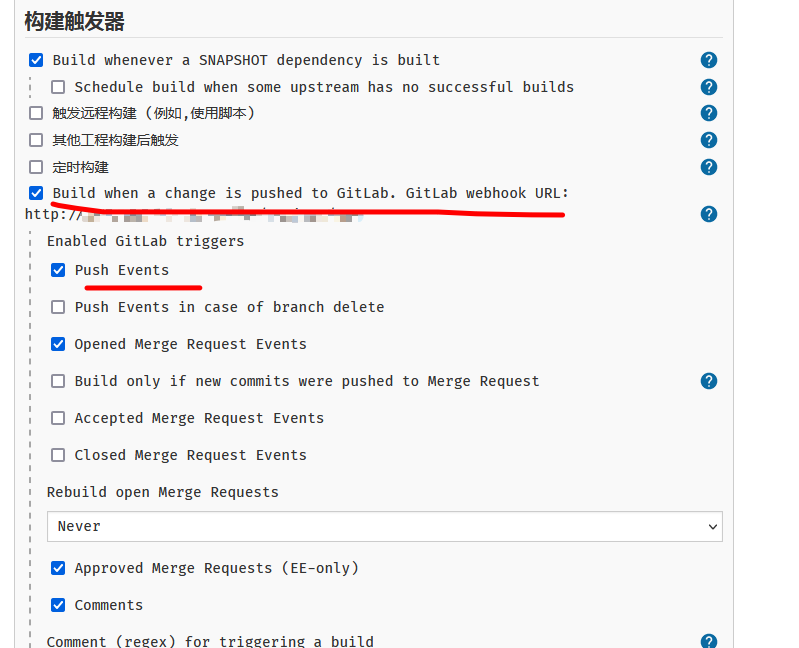 构建触发器
Build whenever a SNAPSHOT dependency is built
Schedule build when some upstream has no successful builds
触发远程构建 (例如,使用脚本)
其他工程构建后触发
定时构建
Build when a change is pushed to GitLab. GitLab webhook URL:
http://
Enabled GitLab triggers
Push Events
Push Events in case of branch delete
Opened Merge Request Events
Build only if new commits were pushed to Merge Request
Accepted Merge Request Events
Closed Merge Request Events
Rebuild open Merge Requests
Never
Approved Merge Requests (EE-only)
Comments
Comment (regex) for triggering a build